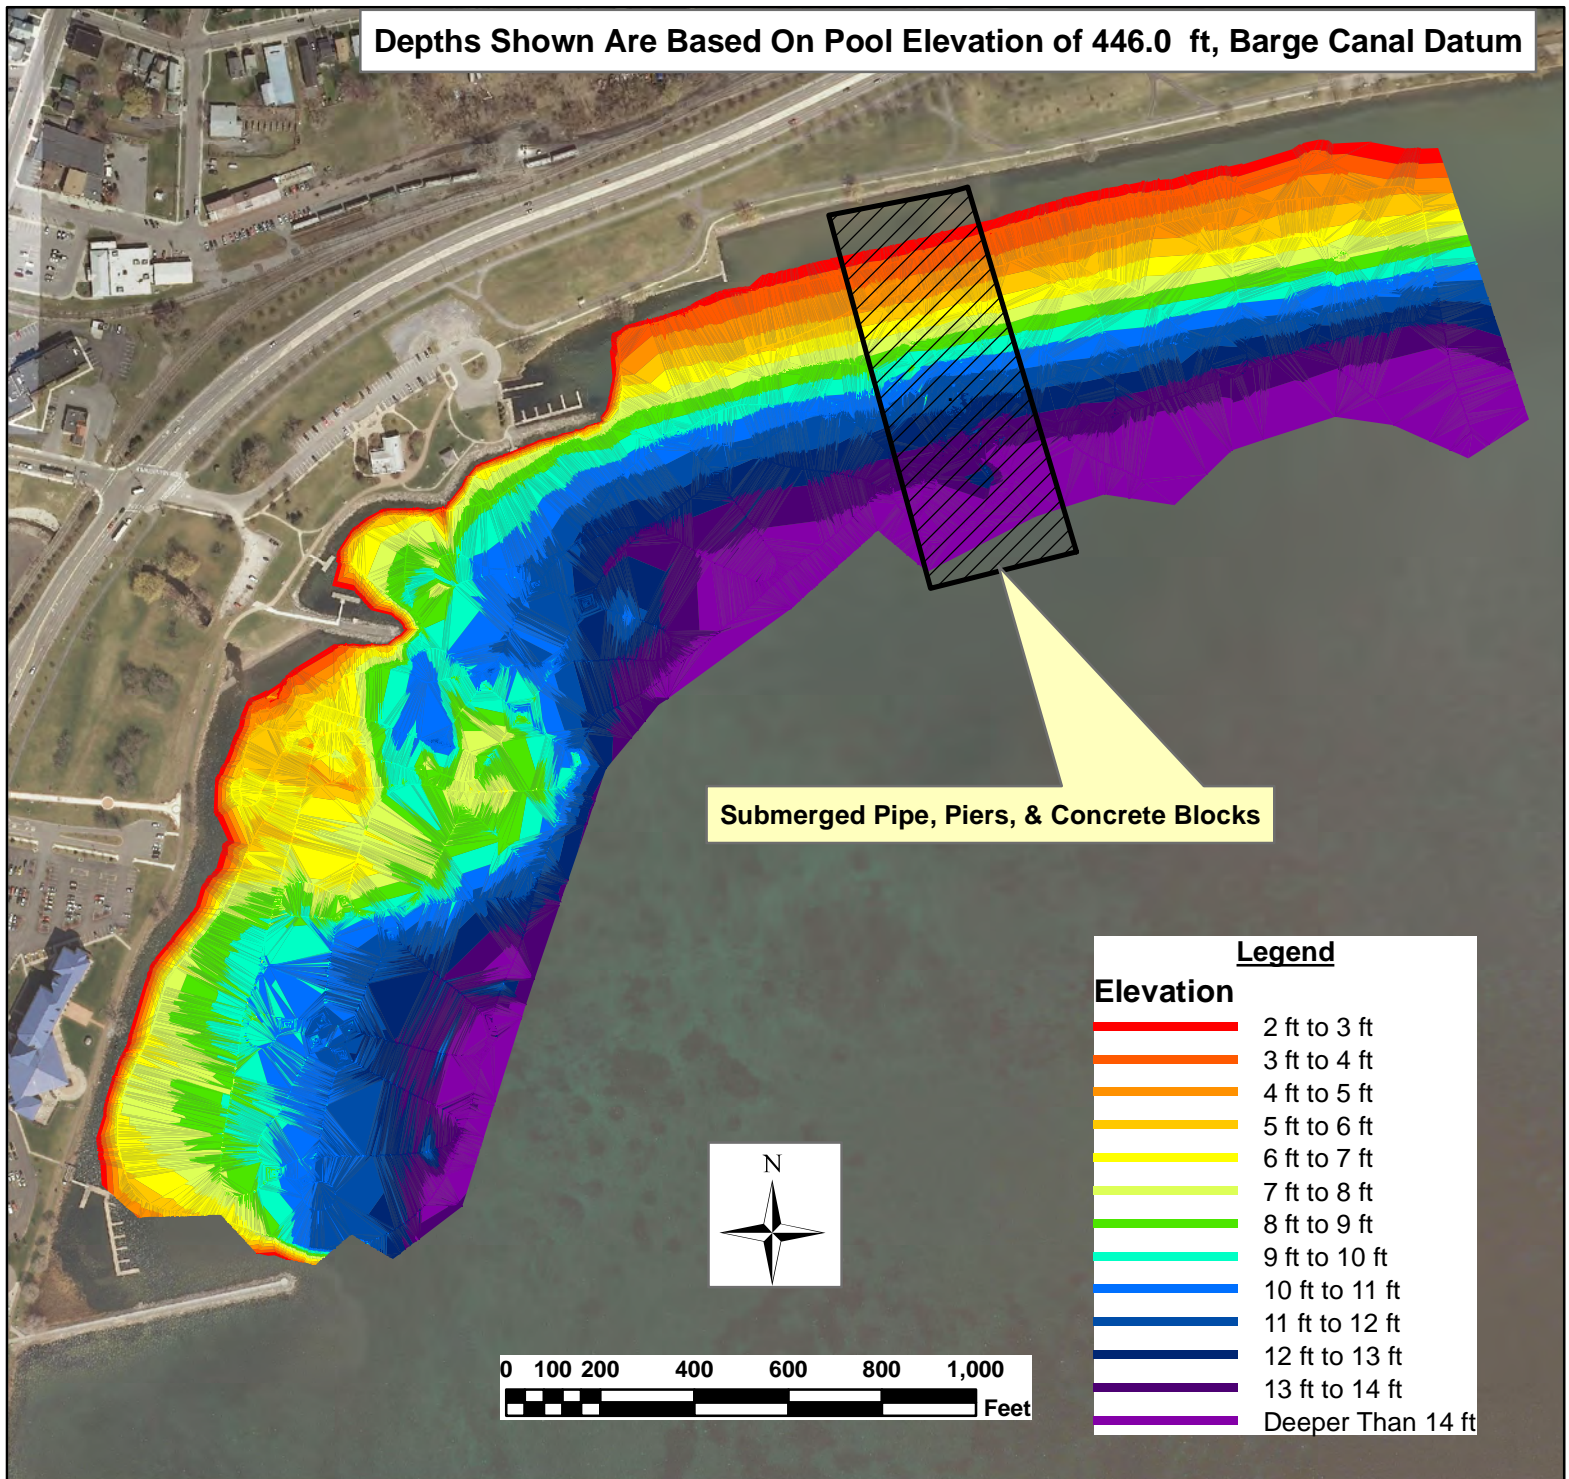 Depths Shown Are Based On Pool Elevation of 446.0 ft, Barge Canal Datum
Submerged Pipe, Piers, & Concrete Blocks
Legend
Elevation
2 ft to 3 ft
3 ft to 4 ft
4 ft to 5 ft
5 ft to 6 ft
6 ft to 7 ft
7 ft to 8 ft
8 ft to 9 ft
9 ft to 10 ft
10 ft to 11 ft
11 ft to 12 ft
12 ft to 13 ft
13 ft to 14 ft
Deeper Than 14 ft
N
0 100 200 400 600 800 1,000
Feet